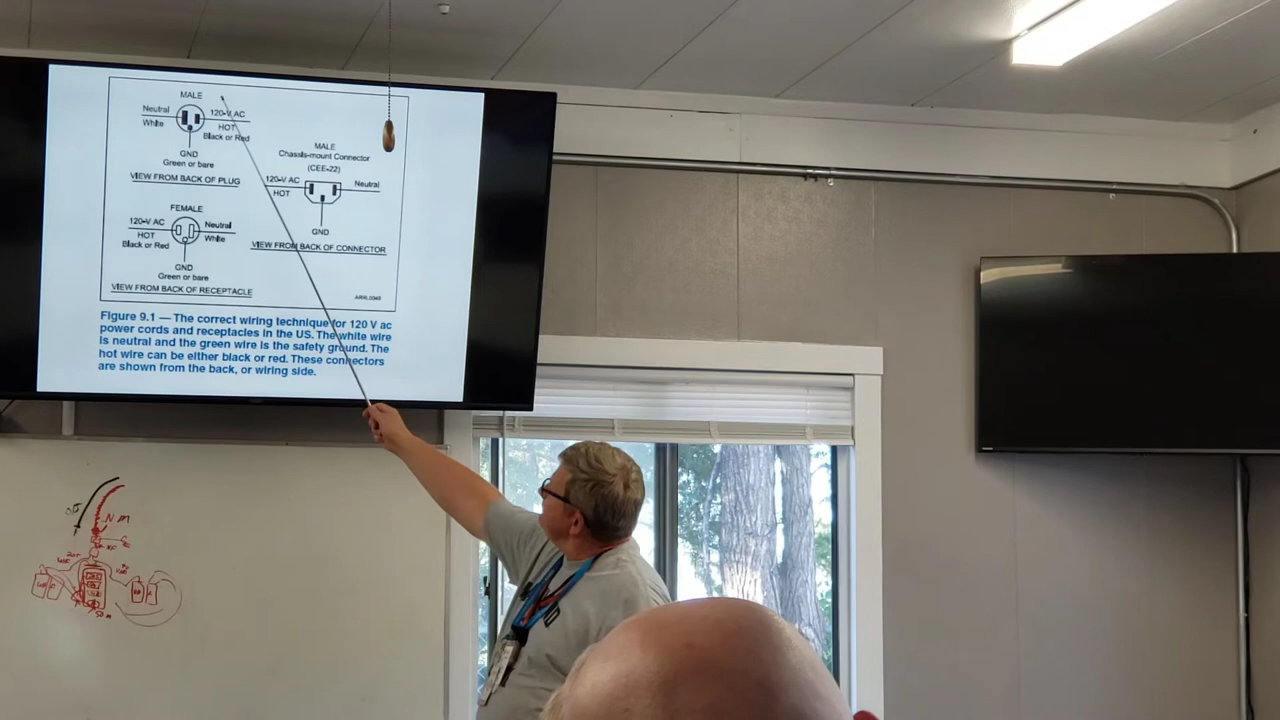 MALE
Neutral
White
120-V AC
HOT
Black or Red
GND
Green or bare
VIEW FROM BACK OF PLUG
MALE
Chassis-mount Connector
(CEE-22)
120-V AC
HOT
Neutral
GND
VIEW FROM BACK OF CONNECTOR
FEMALE
120-V AC
HOT
Black or Red
Neutral
White
GND
Green or bare
VIEW FROM BACK OF RECEPTACLE
Figure 9.1 — The correct wiring technique for 120 V ac
power cords and receptacles in the US. The white wire
is neutral and the green wire is the safety ground. The
hot wire can be either black or red. These connectors
are shown from the back, or wiring side.